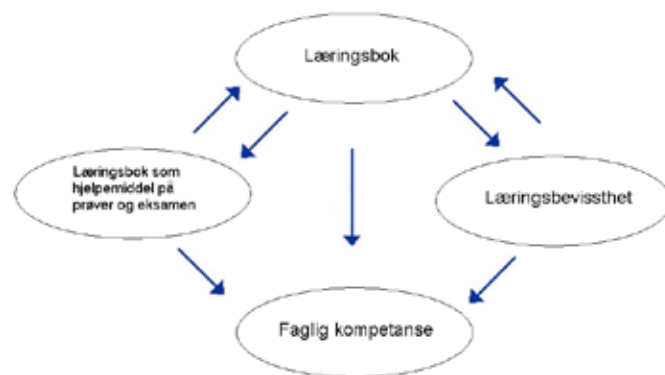 Læringsbok
Læringsbok som
hjelpemiddel på
prøver og eksamen
Læringsbevissthet
Faglig kompetanse